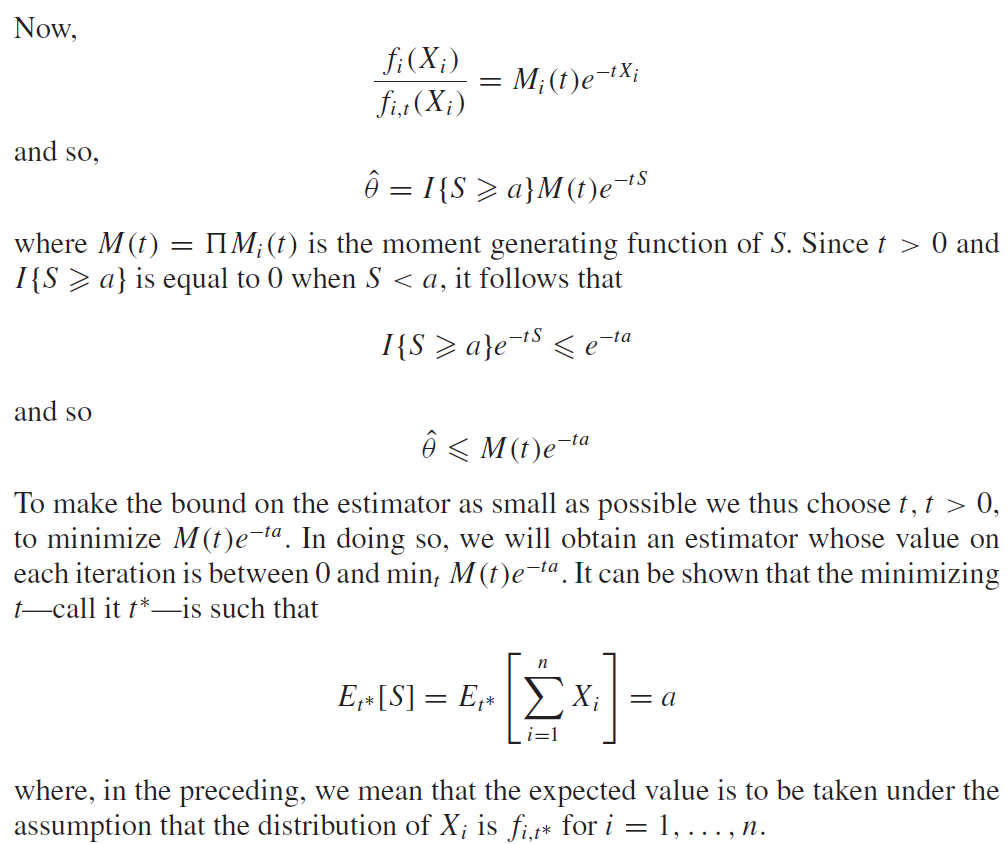 Now,
f_i(X_i) / f_{i,t}(X_i) = M_i(t)e^{−tX_i}
and so,
θ̂ = I{S ⩾ a}M(t)e^{−tS}
where M(t) = ΠM_i(t) is the moment generating function of S. Since t > 0 and
I{S ⩾ a} is equal to 0 when S < a, it follows that
I{S ⩾ a}e^{−tS} ⩽ e^{−ta}
and so
θ̂ ⩽ M(t)e^{−ta}
To make the bound on the estimator as small as possible we thus choose t, t > 0,
to minimize M(t)e^{−ta}. In doing so, we will obtain an estimator whose value on
each iteration is between 0 and min_t M(t)e^{−ta}. It can be shown that the minimizing
t—call it t*—is such that
E_{t*}[S] = E_{t*}[∑_{i=1}^{n} X_i] = a
where, in the preceding, we mean that the expected value is to be taken under the
assumption that the distribution of X_i is f_{i,t*} for i = 1, . . . , n.